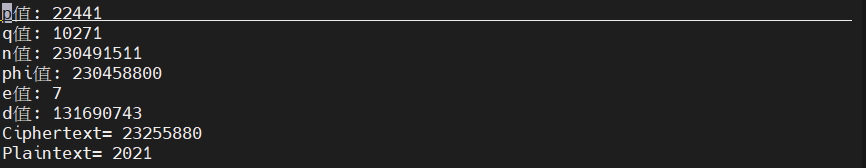 p值: 22441
q值: 10271
n值: 230491511
phi值: 230458800
e值: 7
d值: 131690743
Ciphertext= 23255880
Plaintext= 2021